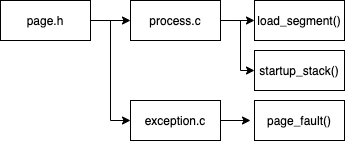 page.h
process.c
load_segment()
startup_stack()
exception.c
page_fault()